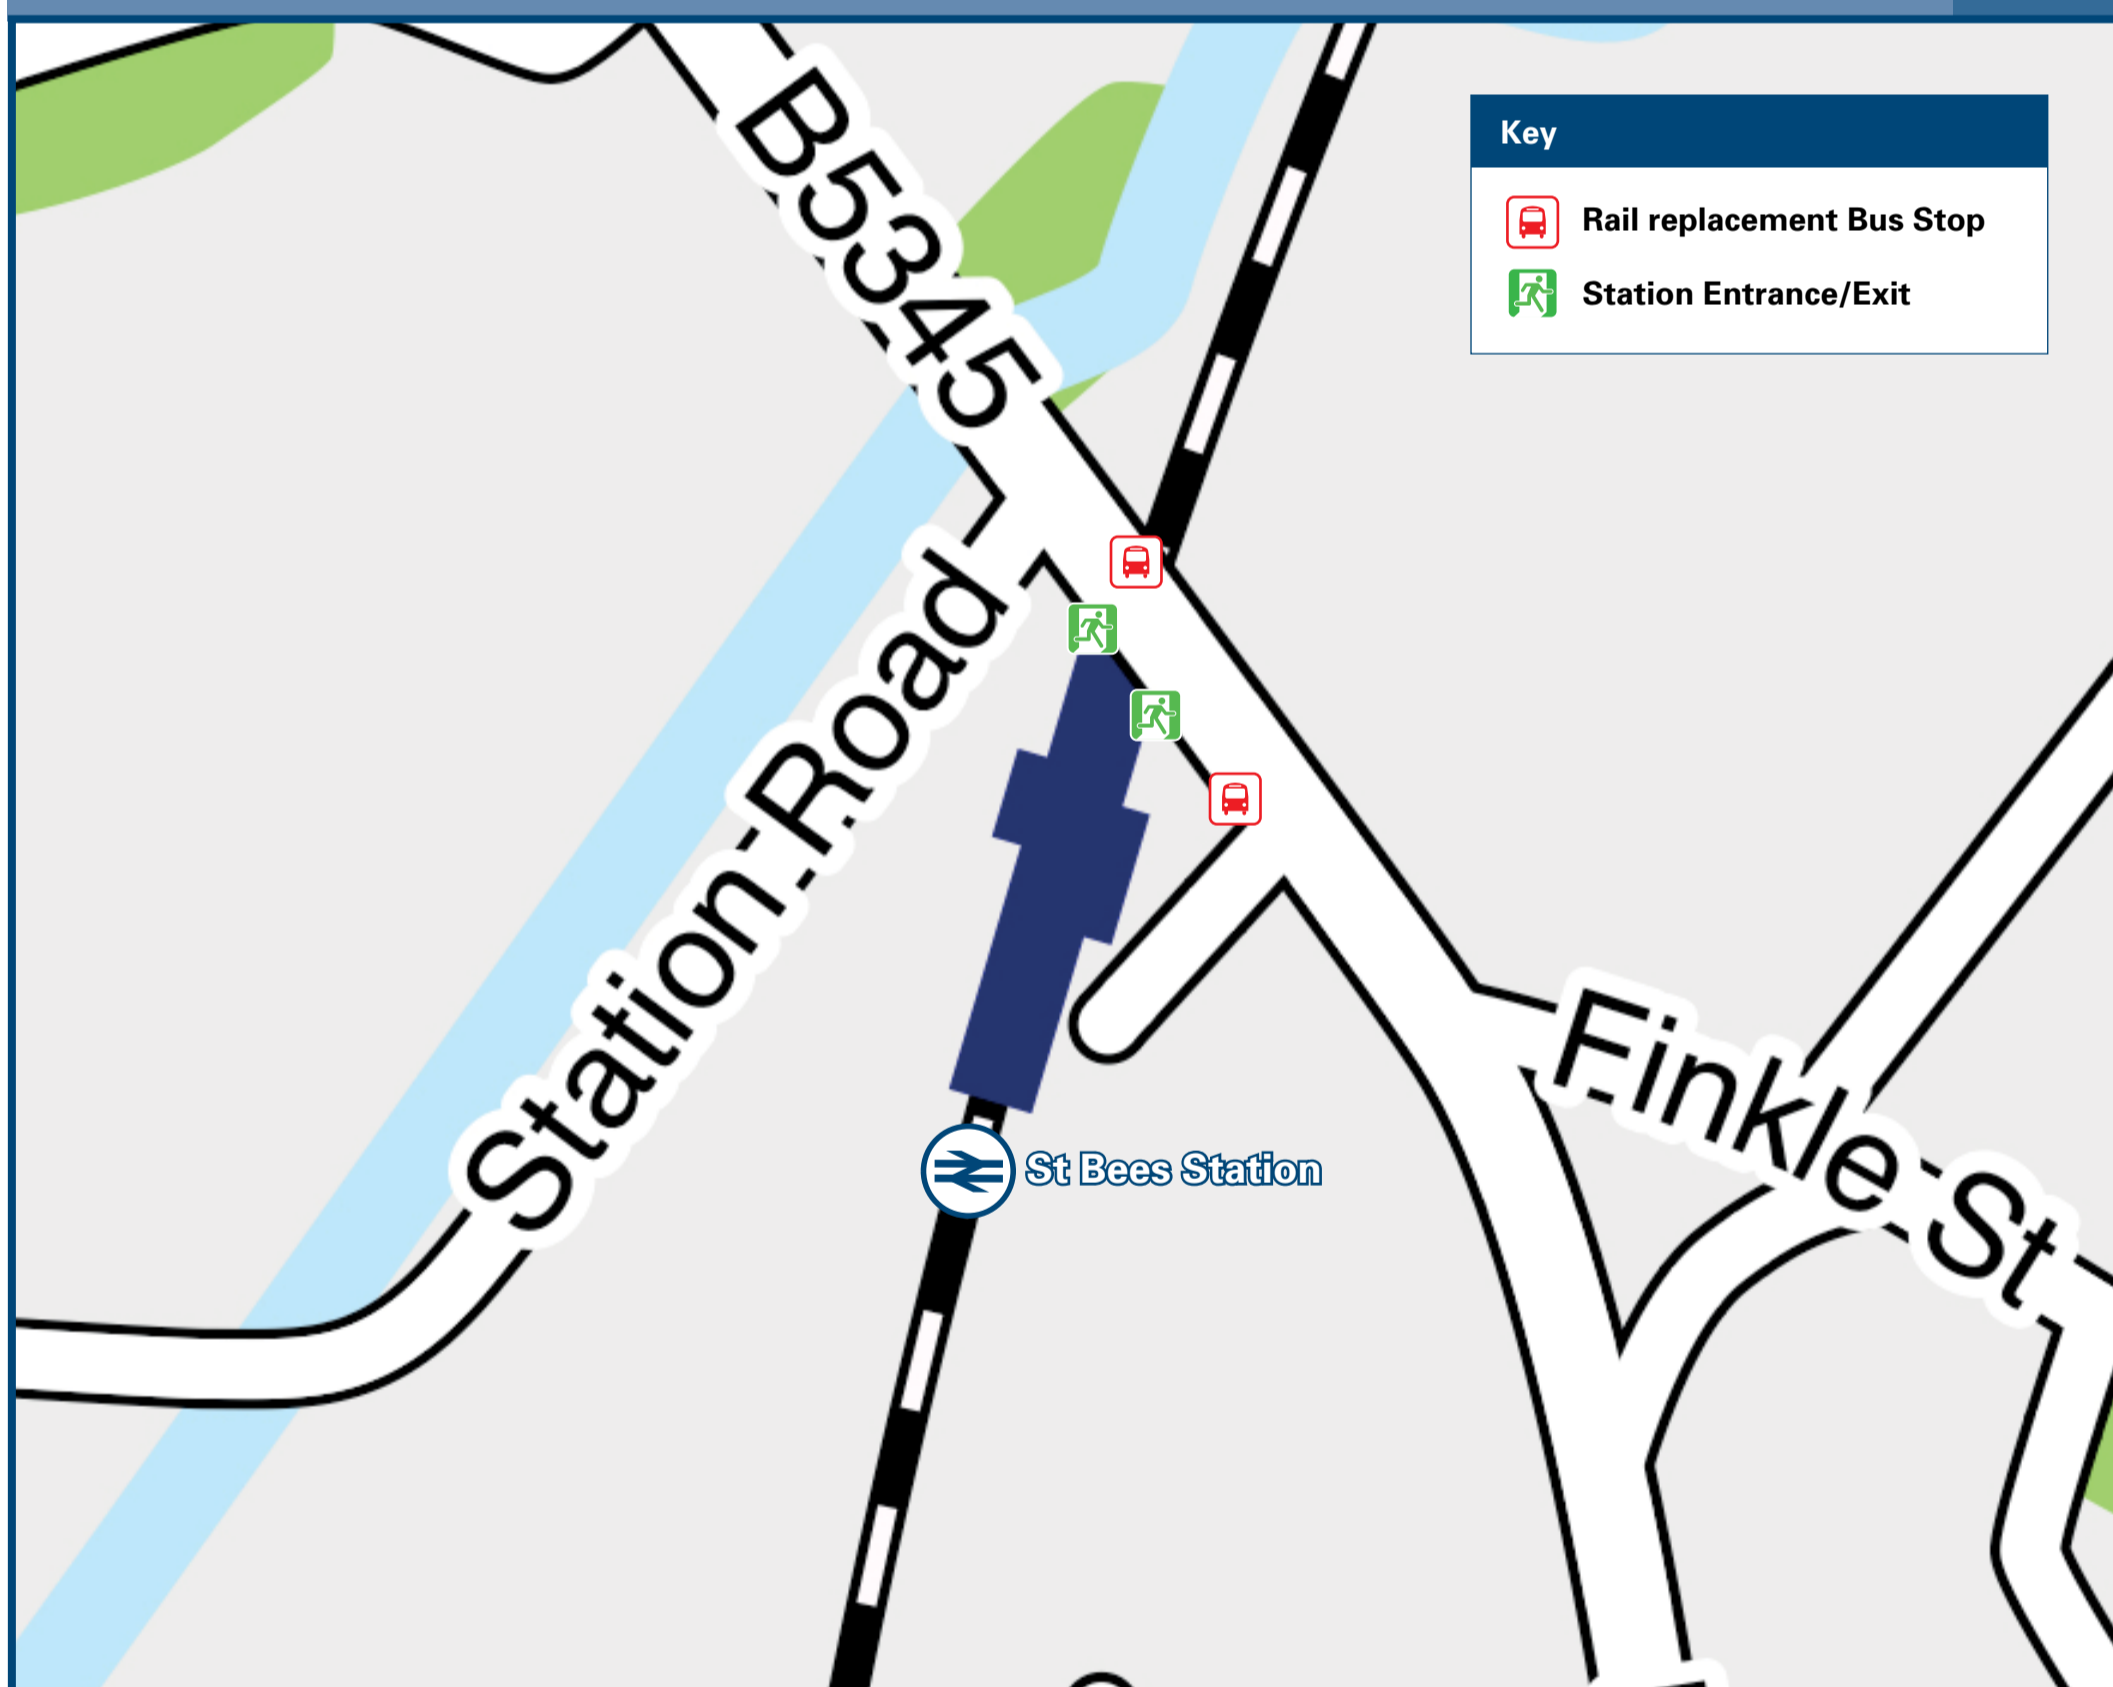 B5345
Key
Rail replacement Bus Stop
Station Entrance/Exit
Station Road
Finkle St
St Bees Station